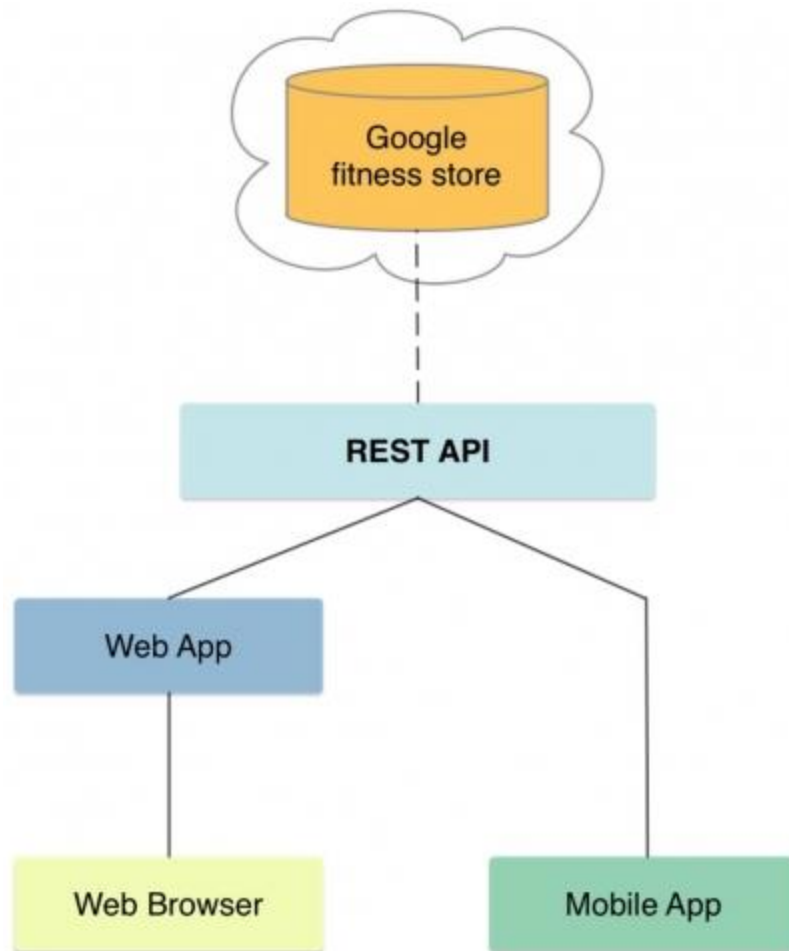 Google
fitness store
REST API
Web App
Web Browser
Mobile App